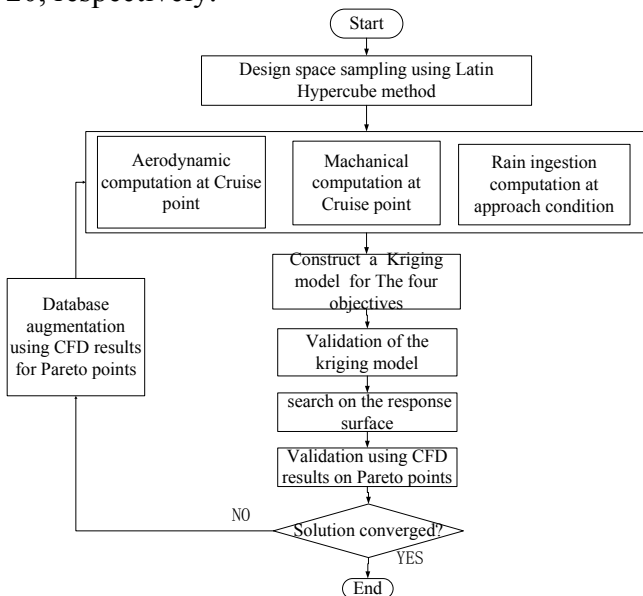 20, respectively.
Start
Design space sampling using Latin
Hypercube method
Aerodynamic
computation at Cruise
point
Machanical
computation at
Cruise point
Rain ingestion
computation at
approach condition
Construct a Kriging
model for The four
objectives
Database
augmentation
using CFD results
for Pareto points
Validation of the
kriging model
search on the response
surface
Validation using CFD
results on Pareto points
NO
Solution converged?
YES
End